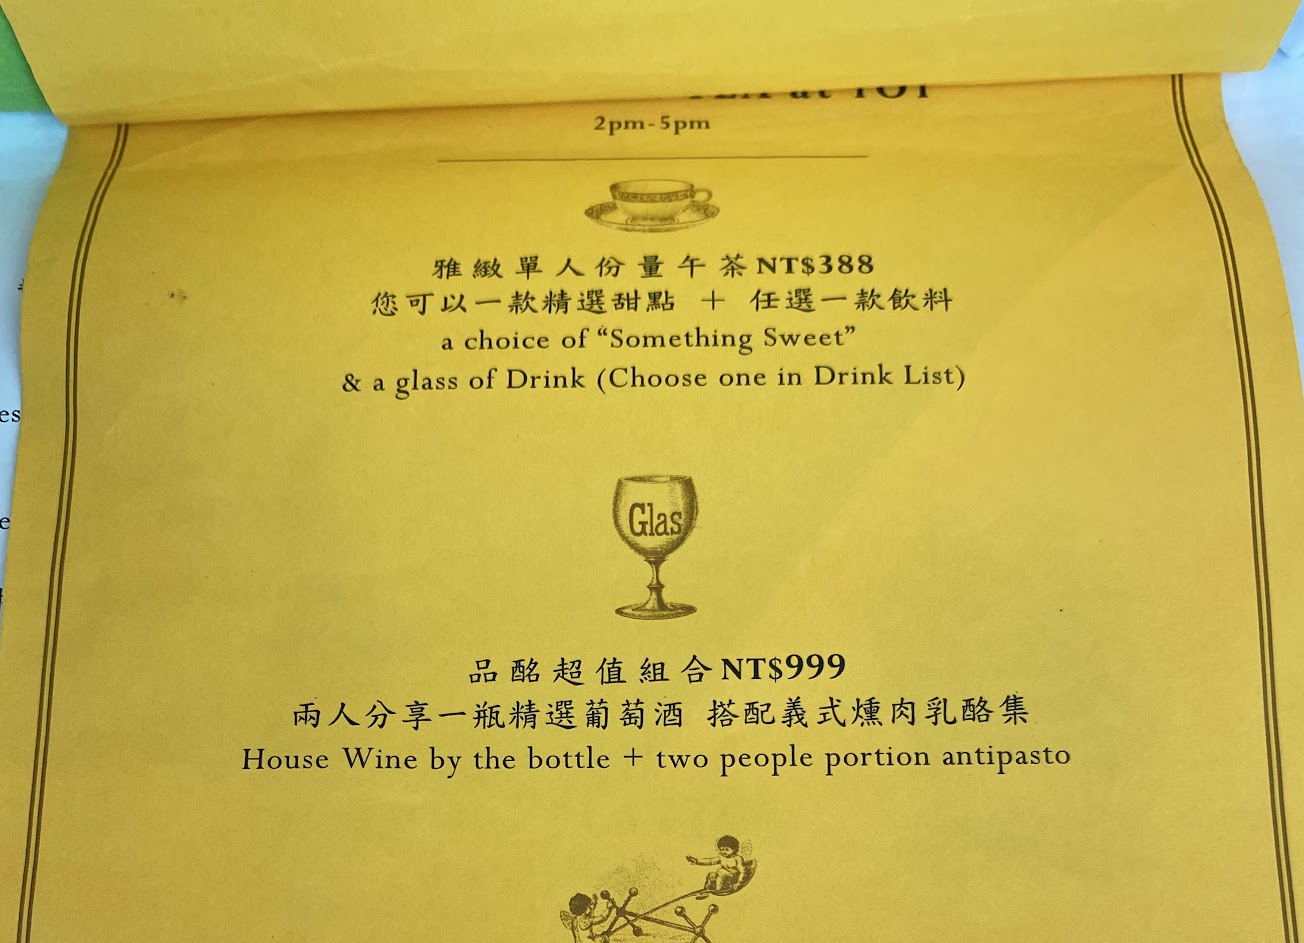 TEA at YOT
2pm-5pm
雅緻單人份量午茶NT$388
您可以一款精選甜點 + 任選一款飲料
a choice of “Something Sweet”
& a glass of Drink (Choose one in Drink List)
Glas
品酩超值組合NT$999
兩人分享一瓶精選葡萄酒 搭配義式燻肉乳酪集
House Wine by the bottle + two people portion antipasto
es
e